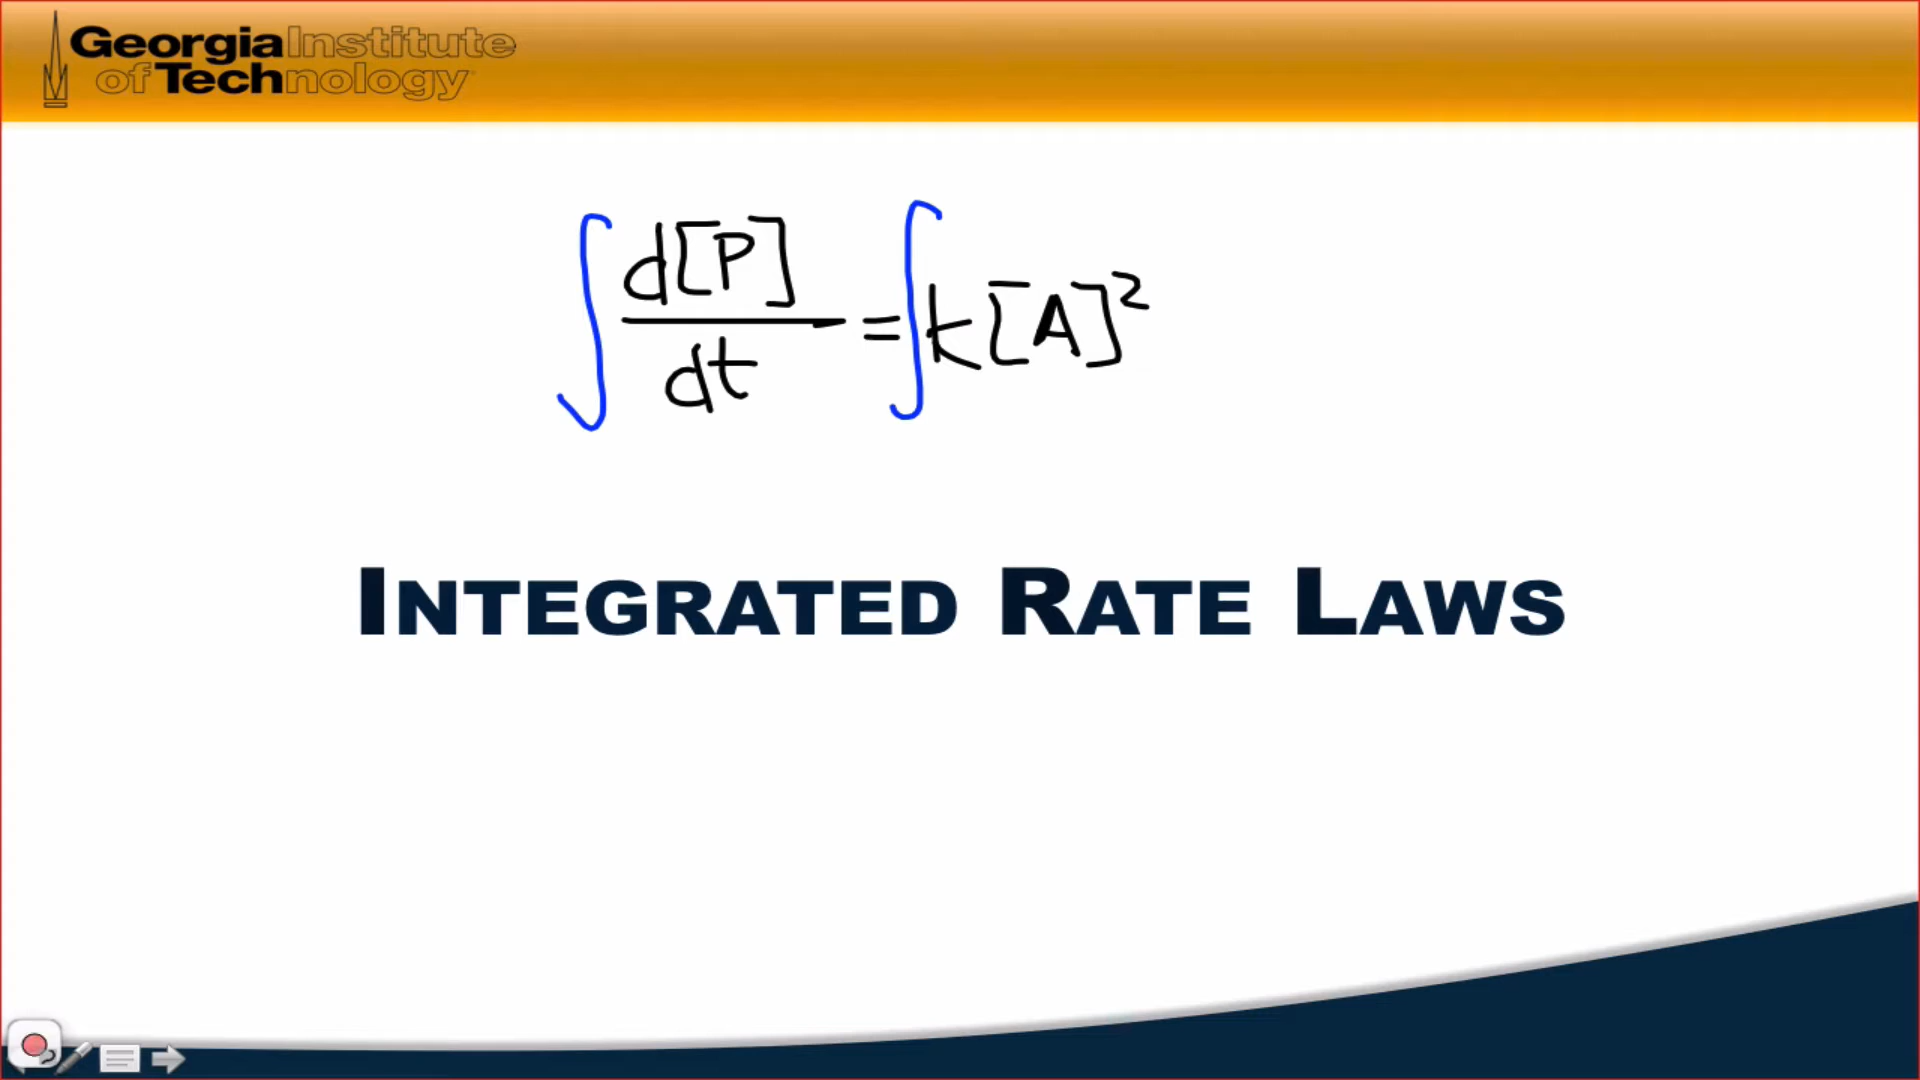 Georgia Institute
of Technology
∫ d[P]/dt = ∫ k[A]²
INTEGRATED RATE LAWS